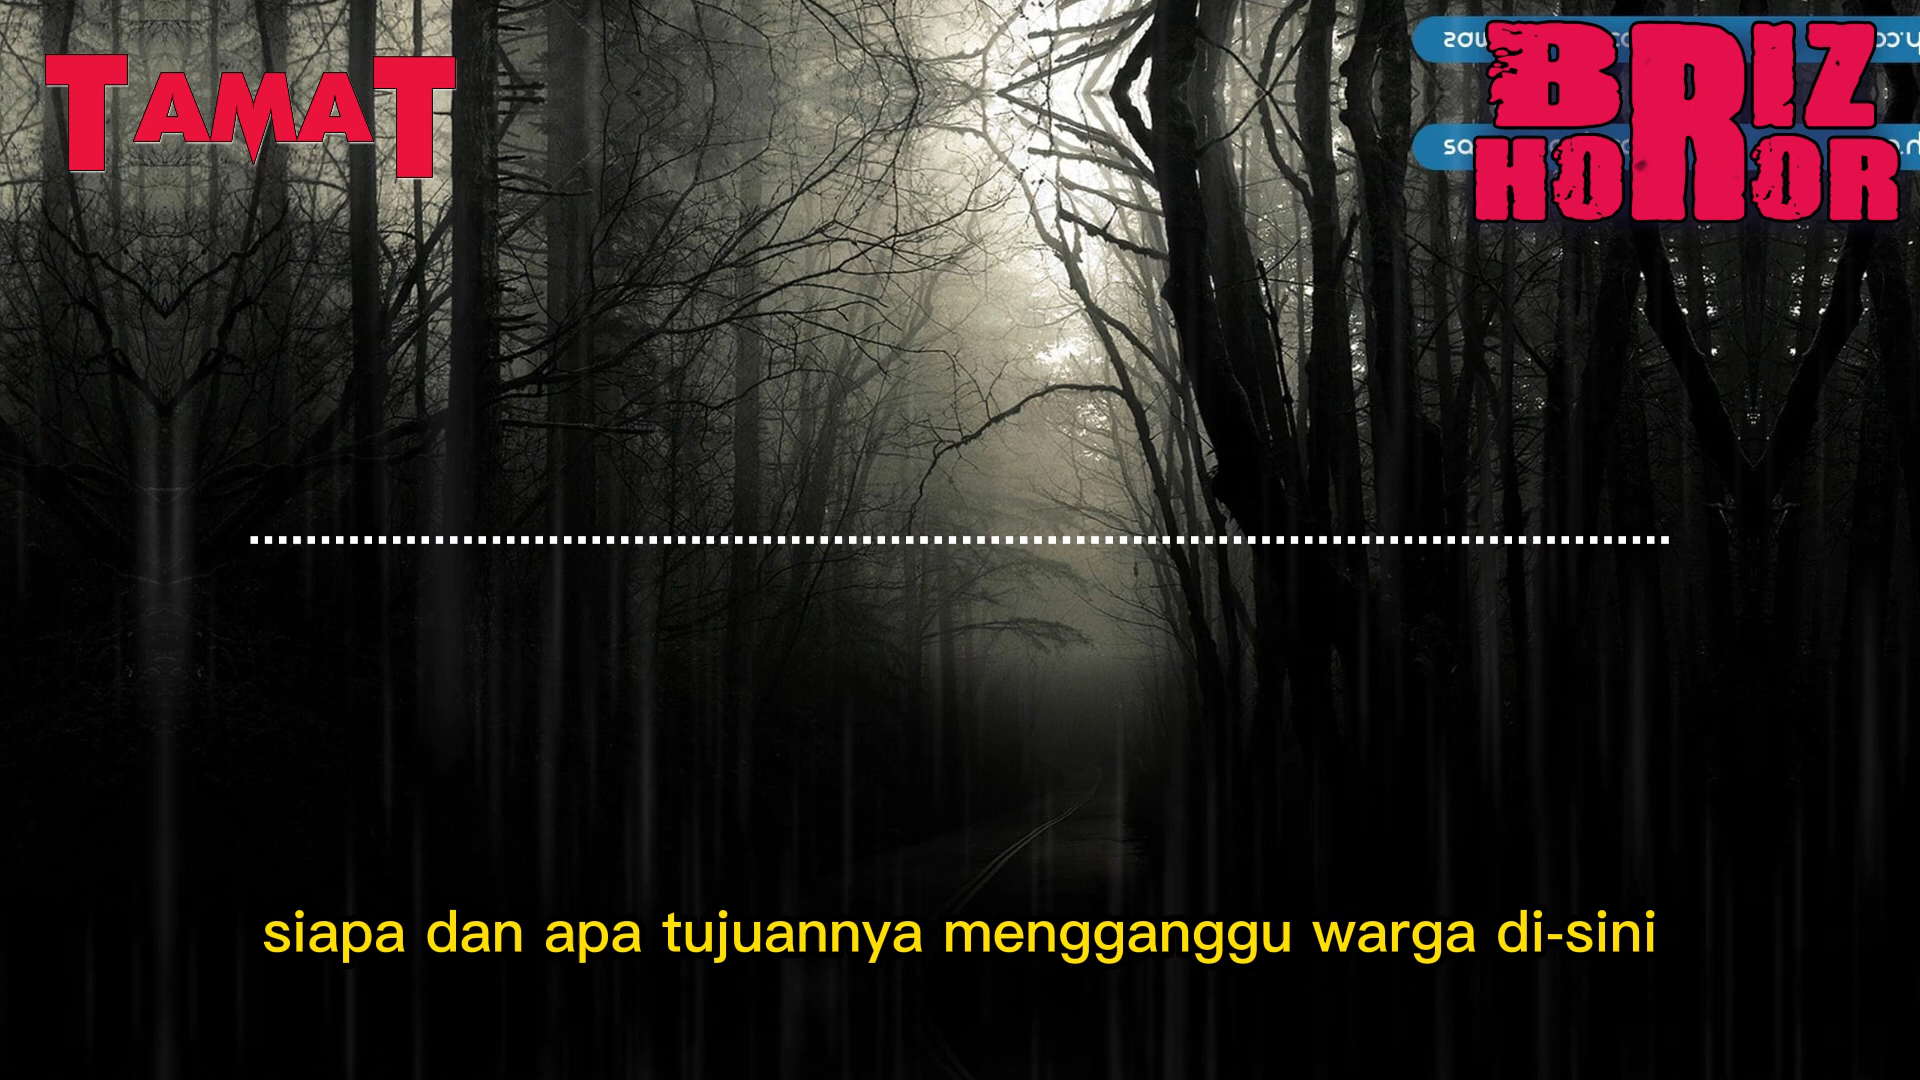 TAMAT
BRIZ
HOROR
siapa dan apa tujuannya mengganggu warga di-sini